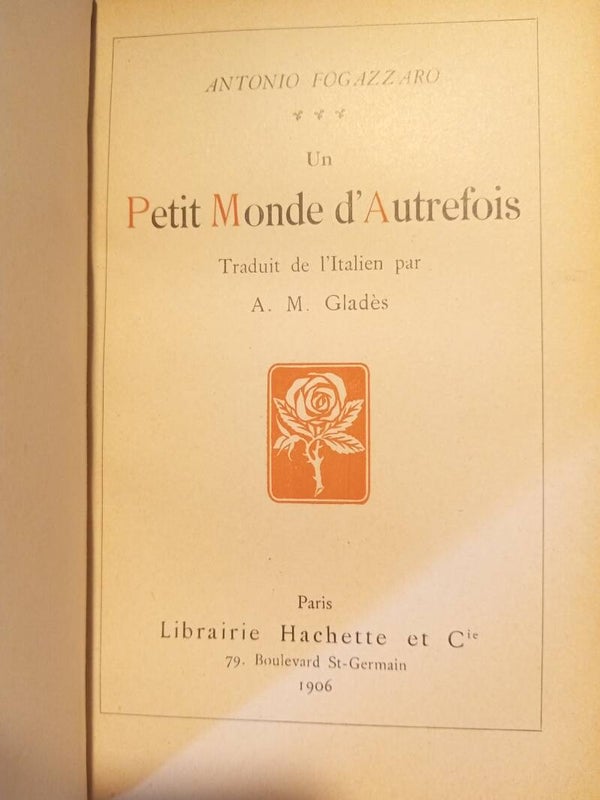 ANTONIO FOGAZZARO
Un
Petit Monde d'Autrefois
Traduit de l'Italien par
A. M. Gladès
Paris
Librairie Hachette et Cie
79, Boulevard St-Germain
1906